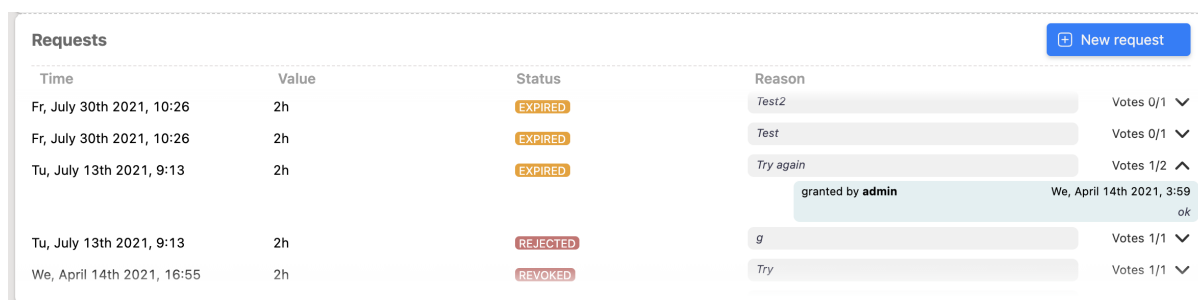 Requests
New request
Time Value Status Reason
Fr, July 30th 2021, 10:26 2h EXPIRED Test2 Votes 0/1
Fr, July 30th 2021, 10:26 2h EXPIRED Test Votes 0/1
Tu, July 13th 2021, 9:13 2h EXPIRED Try again Votes 1/2
granted by admin We, April 14th 2021, 3:59
ok
Tu, July 13th 2021, 9:13 2h REJECTED g Votes 1/1
We, April 14th 2021, 16:55 2h REVOKED Try Votes 1/1